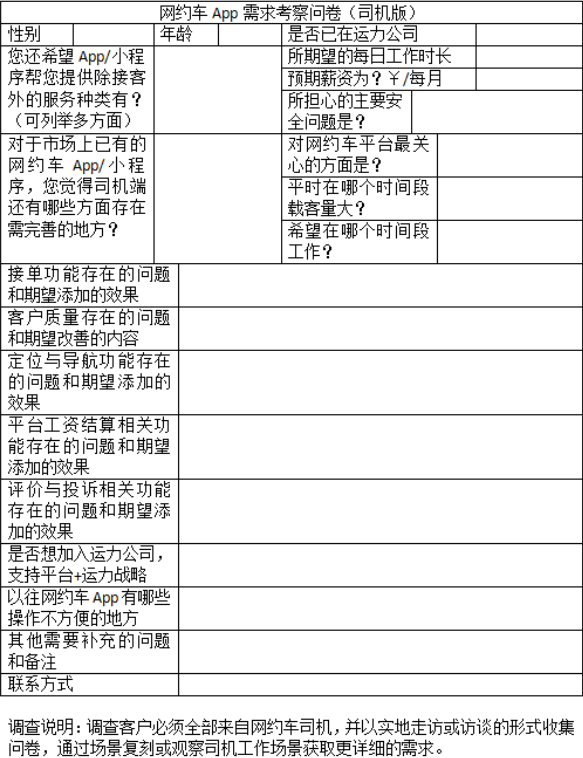 网约车 App 需求考察问卷（司机版）
性别
年龄
是否已在运力公司
您还希望 App/小程
序帮您提供除接客
外的服务种类有？
（可列举多方面）
所期望的每日工作时长
预期薪资为？￥/每月
所担心的主要安
全问题是？
对于市场上已有的
网约车 App/小程
序，您觉得司机端
还有哪些方面存在
需完善的地方？
对网约车平台最关
心的方面是？
平时在哪个时间段
载客量大？
希望在哪个时间段
工作？
接单功能存在的问题
和期望添加的效果
客户质量存在的问题
和期望改善的内容
定位与导航功能存在
的问题和期望添加的
效果
平台工资结算相关功
能存在的问题和期望
添加的效果
评价与投诉相关功能
存在的问题和期望添
加的效果
是否想加入运力公司，
支持平台+运力战略
以往网约车 App 有哪些
操作不方便的地方
其他需要补充的问题
和备注
联系方式
调查说明：调查客户必须全部来自网约车司机，并以实地走访或访谈的形式收集
问卷，通过场景复刻或观察司机工作场景获取更详细的需求。